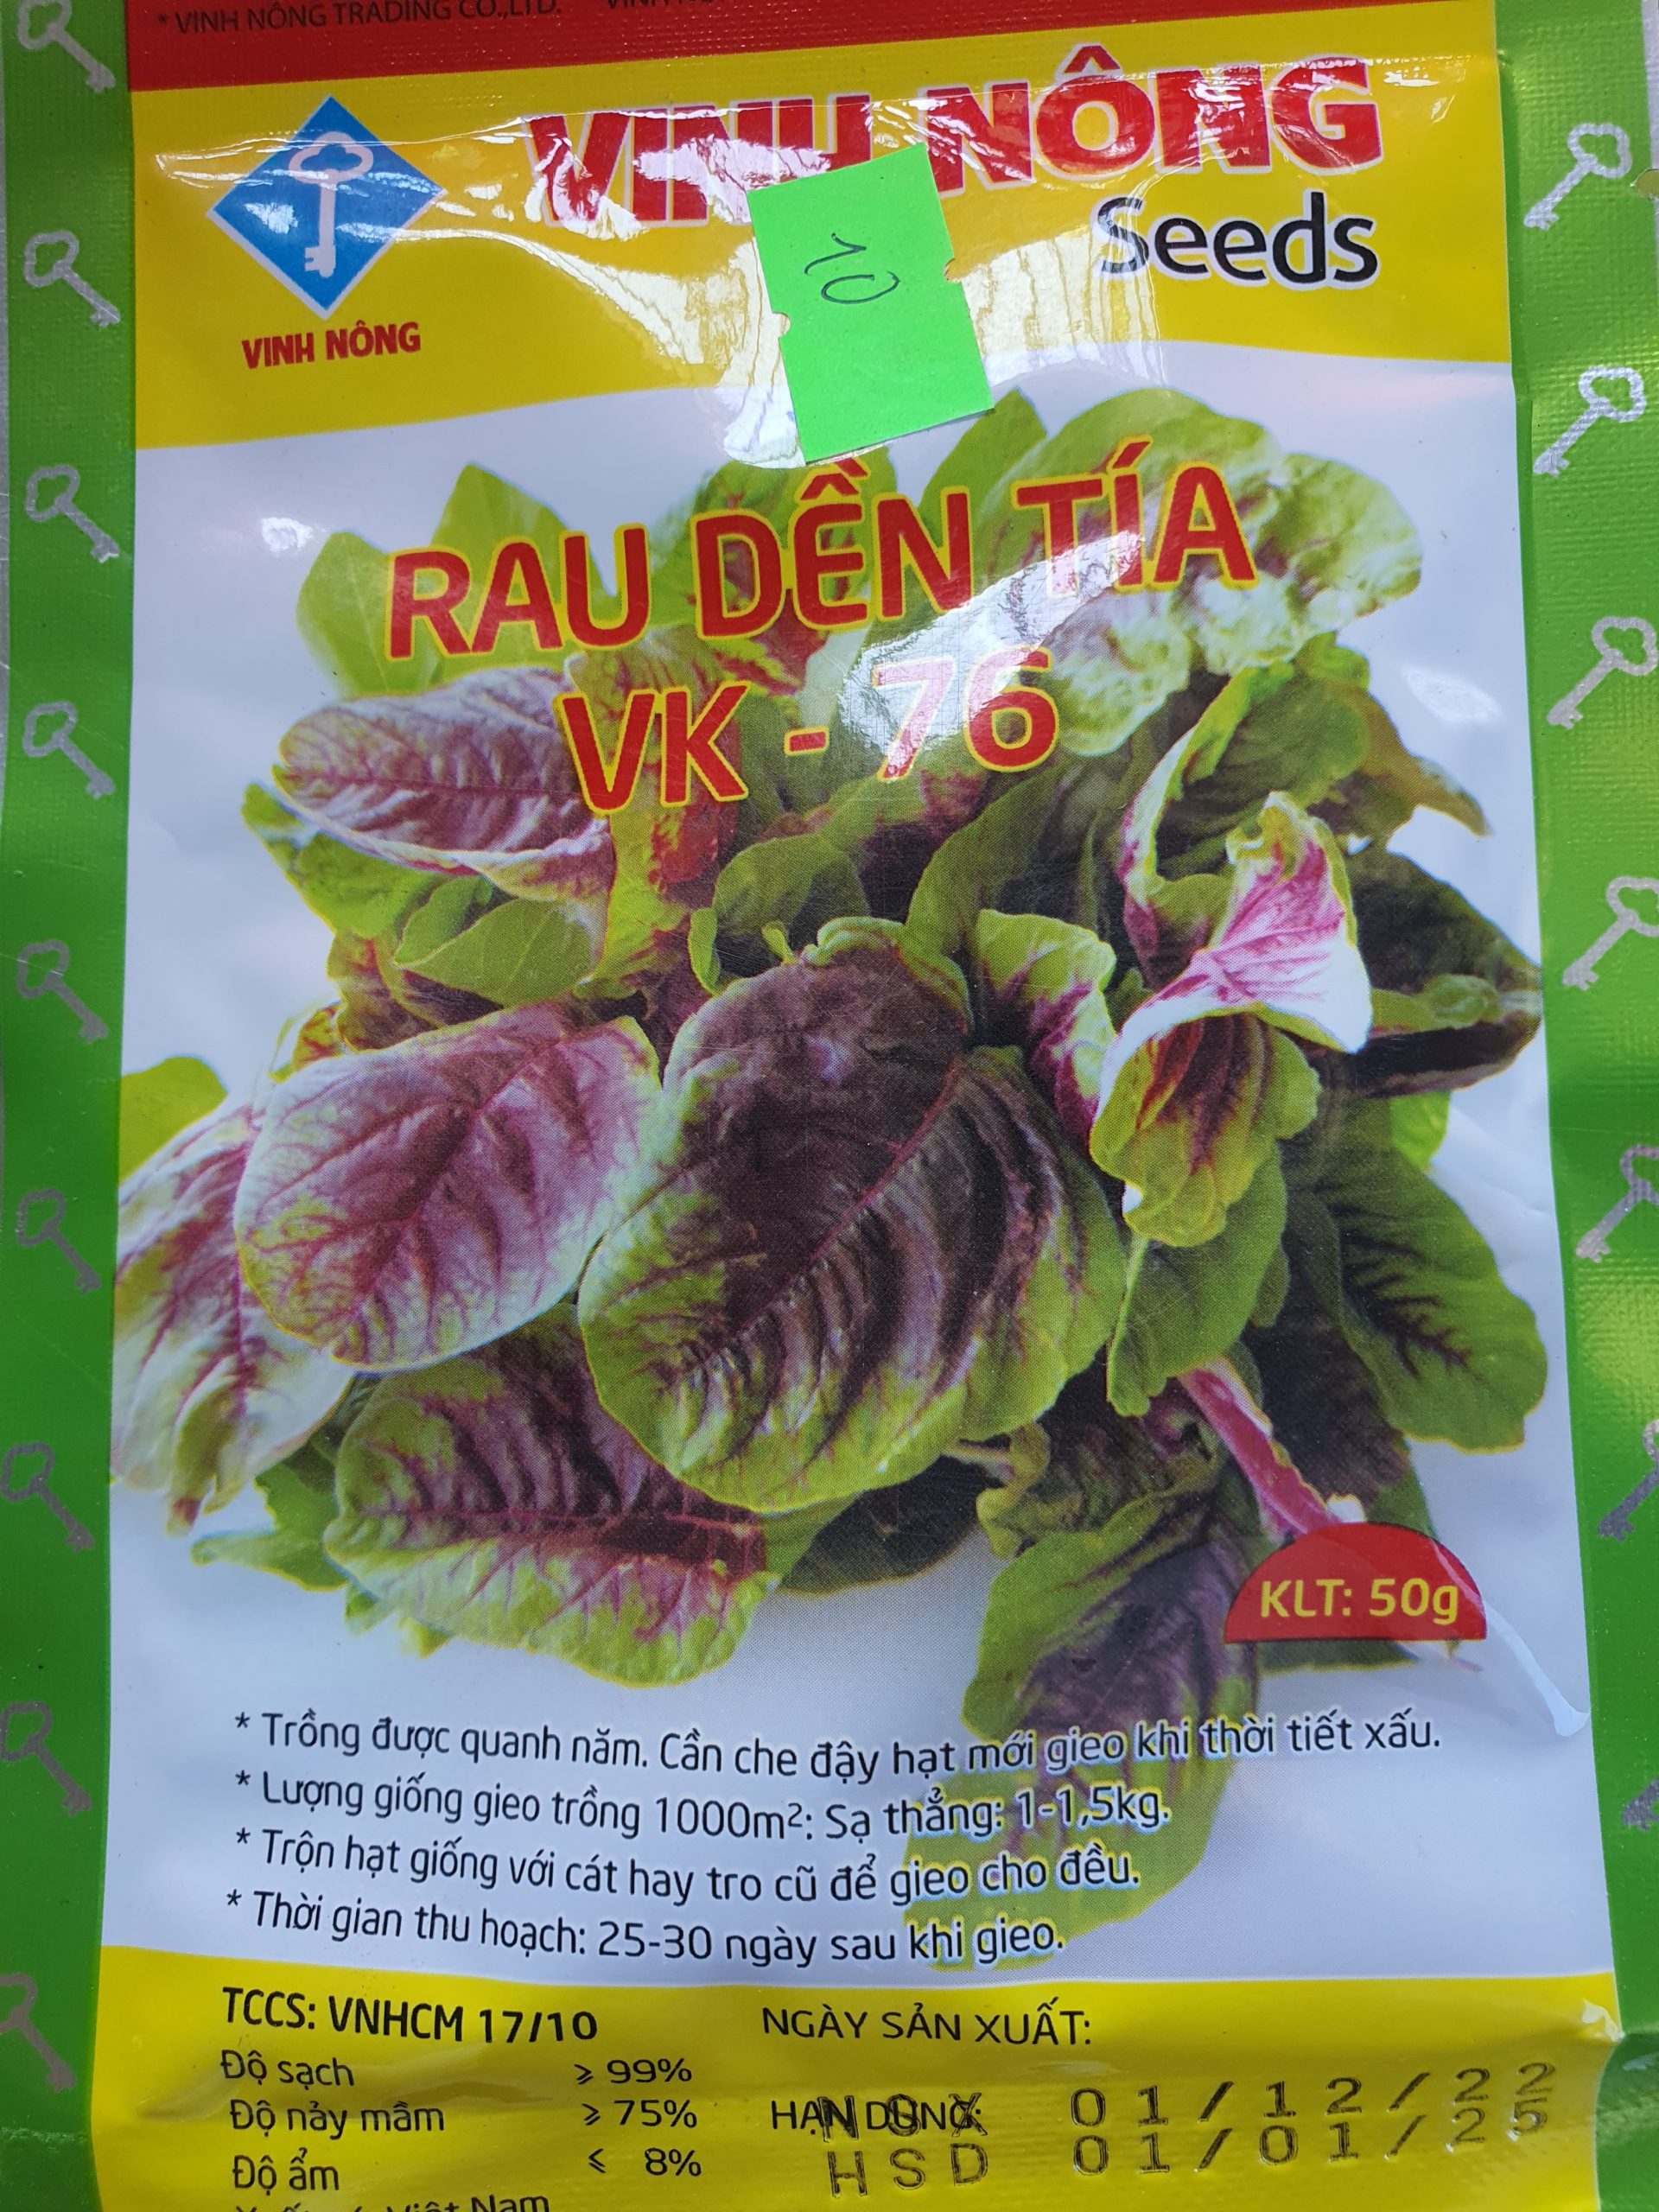 * VINH NÔNG TRADING CO.,LTD.
VINH NÔNG
Seeds
VINH NÔNG
10
RAU DỀN TÍA
VK - 76
KLT: 50g
* Trồng được quanh năm. Cần che đậy hạt mới gieo khi thời tiết xấu.
* Lượng giống gieo trồng 1000m²: Sạ thẳng: 1-1,5kg.
* Trộn hạt giống với cát hay tro cũ để gieo cho đều.
* Thời gian thu hoạch: 25-30 ngày sau khi gieo.
TCCS: VNHCM 17/10
Độ sạch ⩾ 99%
Độ nảy mầm ⩾ 75%
Độ ẩm ⩽ 8%
NGÀY SẢN XUẤT:
HẠN DÙNG:
NSX 01/12/22
HSD 01/01/25
Việt Nam